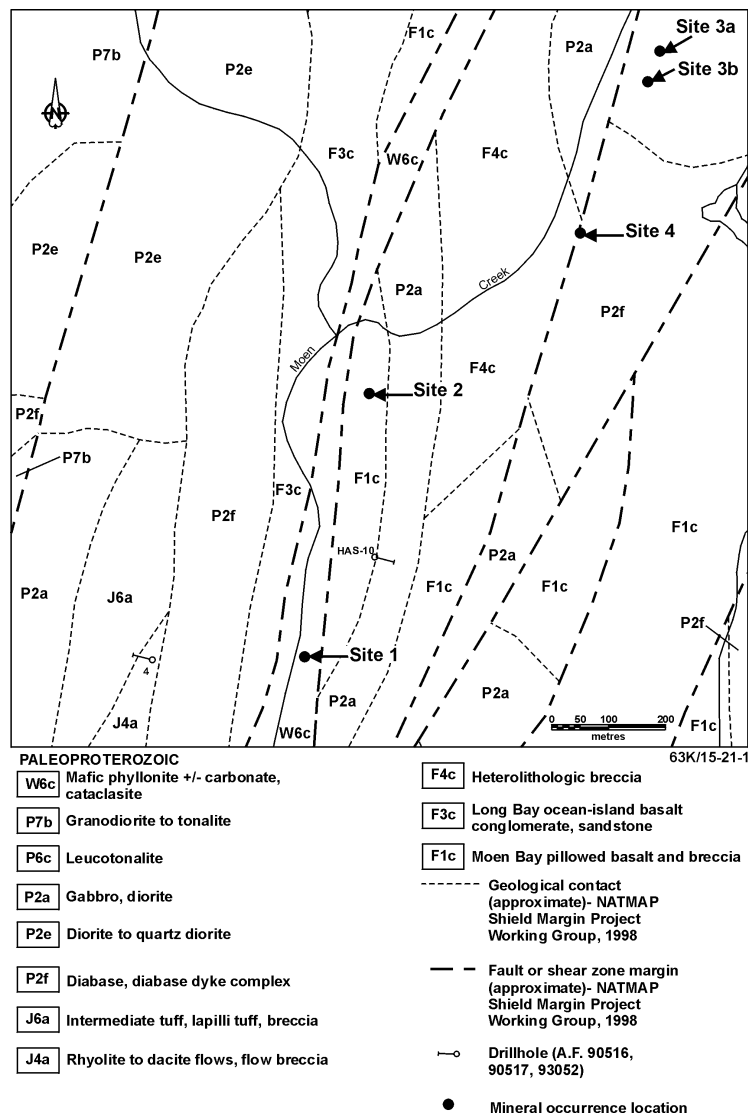 Site 3a
F1c
P7b
P2a
P2e
Site 3b
N
F3c
W6c
F4c
Site 4
P2e
P2e
Creek
P2a
P2f
Moen
F4c
Site 2
P2f
P7b
F1c
F3c
P2f
F1c
HAS-10
P2a
P2a
J6a
F1c
F1c
P2f
Site 1
4
P2a
P2a
J4a
W6c
F1c
0 50 100 200
metres
63K/15-21-1
PALEOPROTEROZOIC
W6c Mafic phyllonite +/- carbonate,
cataclasite
P7b Granodiorite to tonalite
P6c Leucotonalite
P2a Gabbro, diorite
P2e Diorite to quartz diorite
P2f Diabase, diabase dyke complex
J6a Intermediate tuff, lapilli tuff, breccia
J4a Rhyolite to dacite flows, flow breccia
F4c Heterolithologic breccia
F3c Long Bay ocean-island basalt
conglomerate, sandstone
F1c Moen Bay pillowed basalt and breccia
Geological contact
(approximate)- NATMAP
Shield Margin Project
Working Group, 1998
Fault or shear zone margin
(approximate)- NATMAP
Shield Margin Project
Working Group, 1998
Drillhole (A.F. 90516,
90517, 93052)
Mineral occurrence location